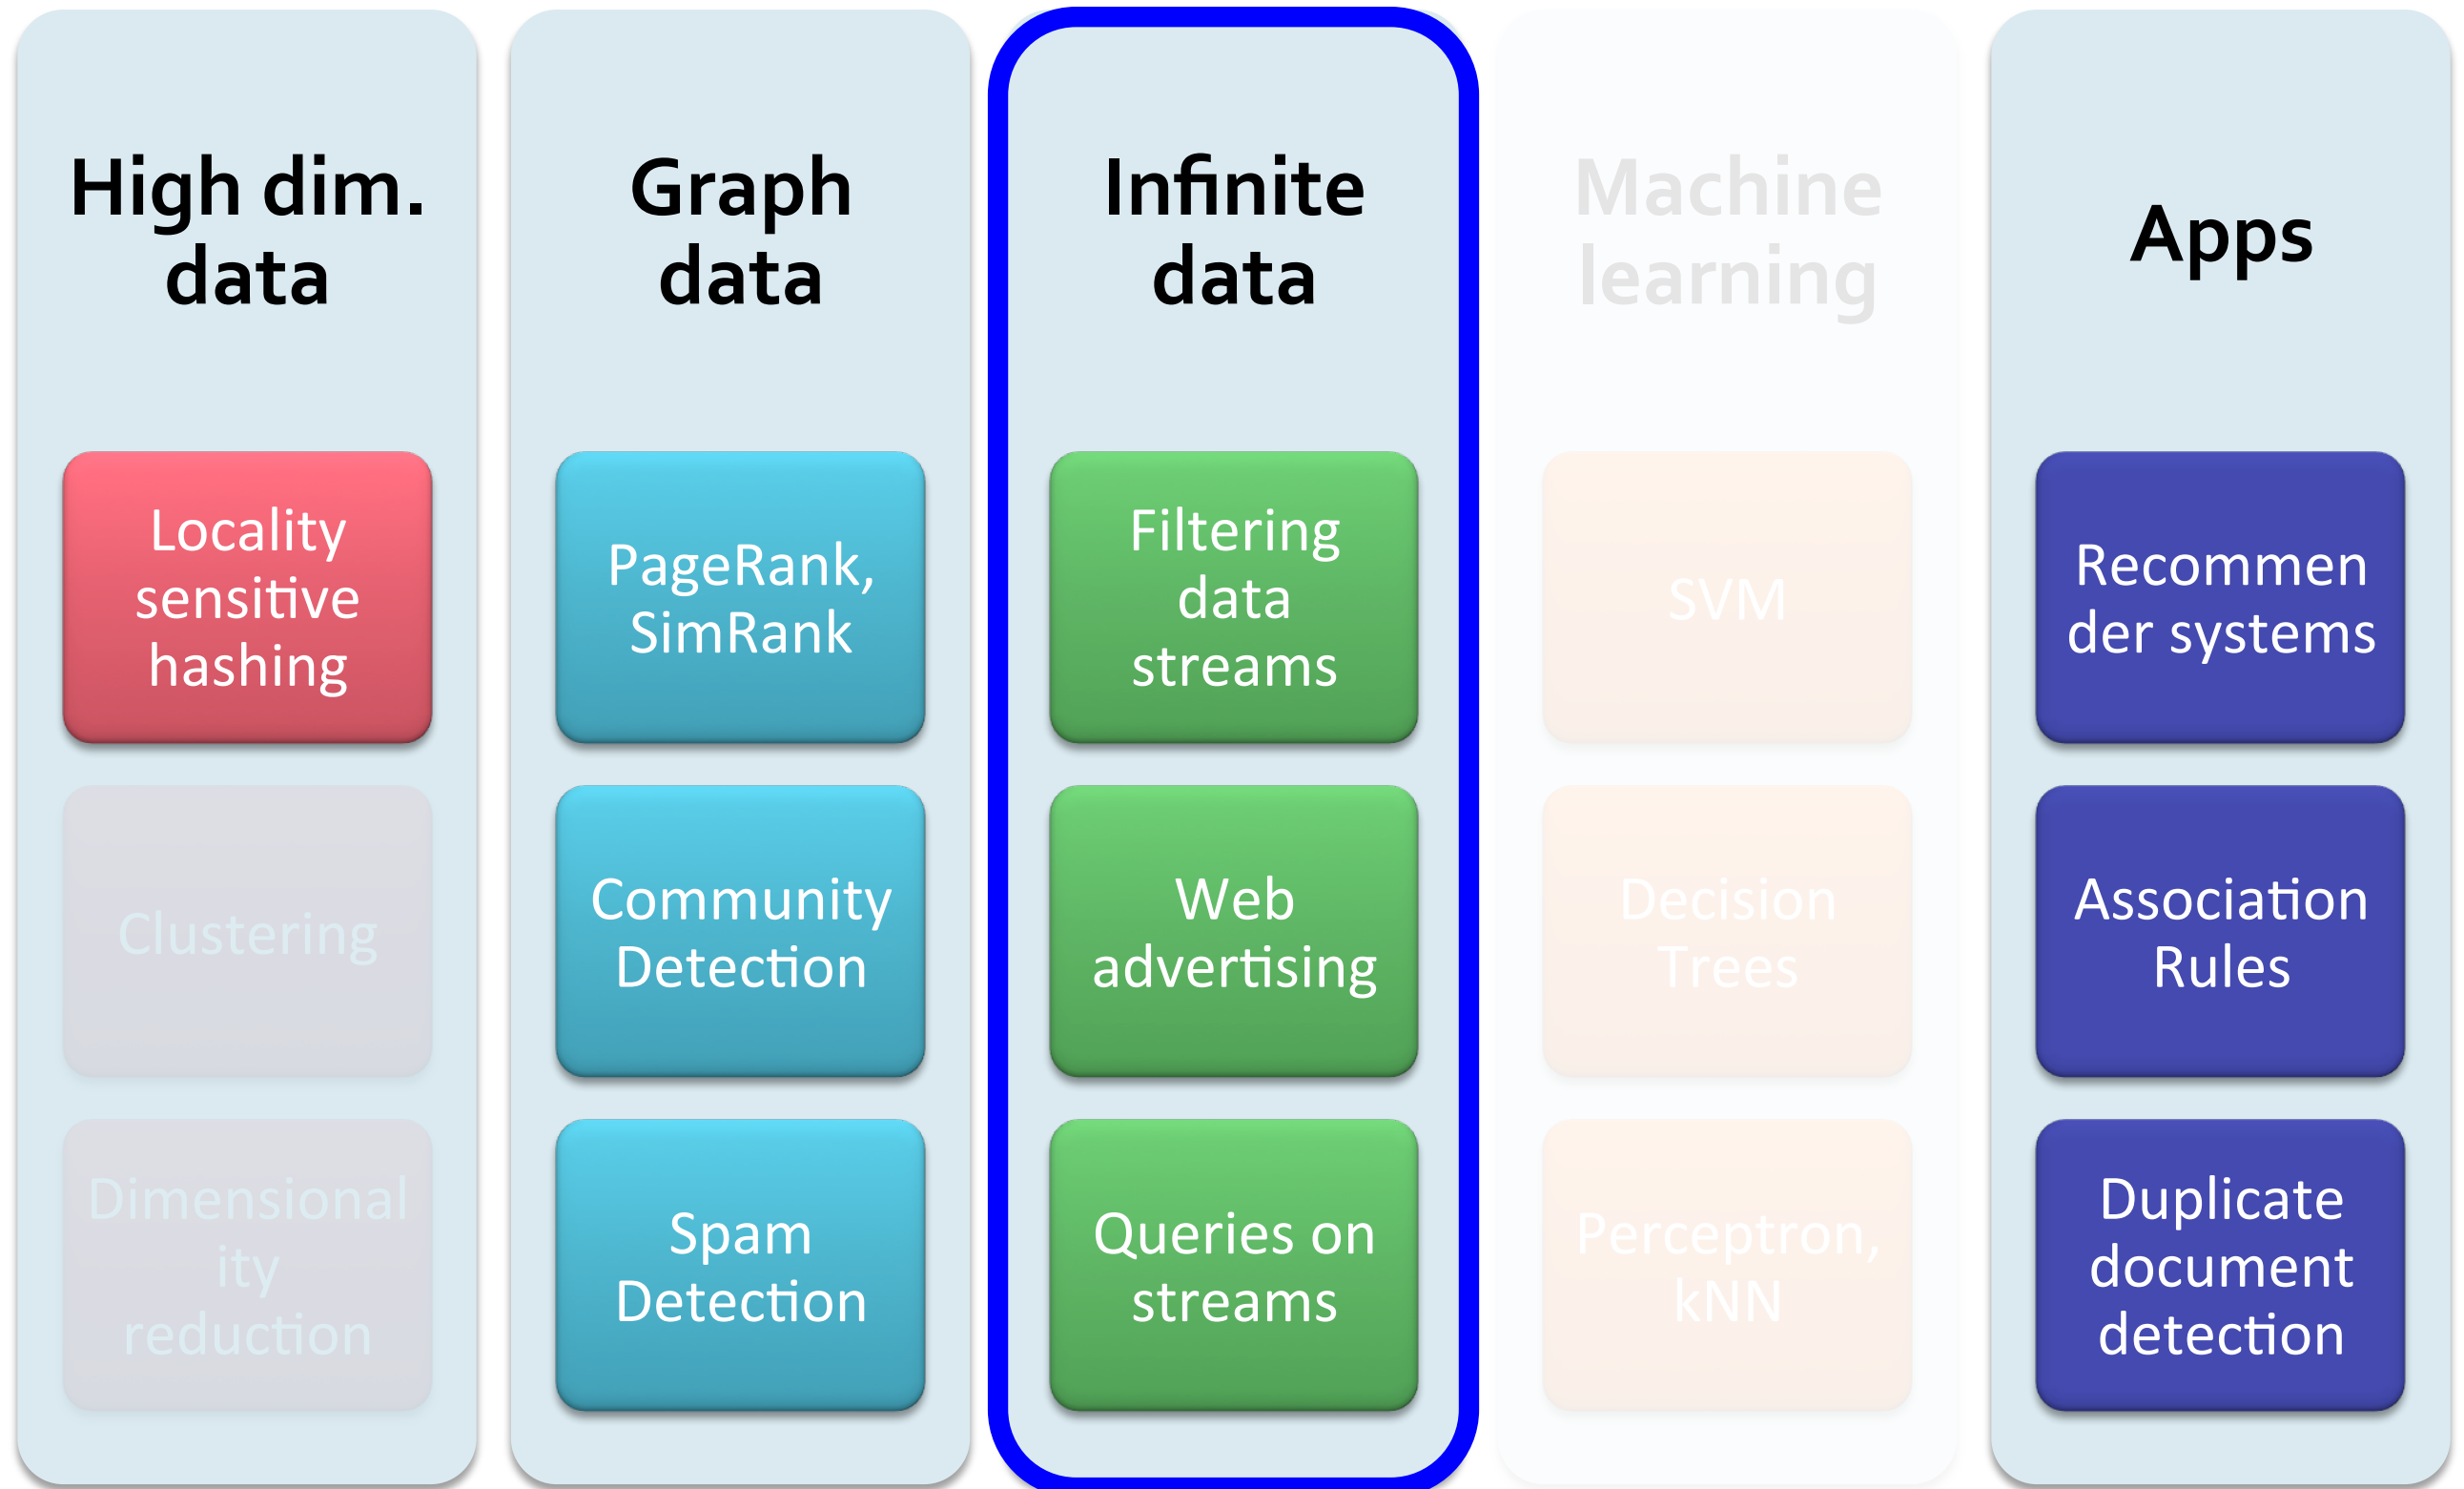 High dim.
data
Locality
sensitive
hashing
Clustering
Dimensional
ity
reduction
Graph
data
PageRank,
SimRank
Community
Detection
Spam
Detection
Infinite
data
Filtering
data
streams
Web
advertising
Queries on
streams
Machine
learning
SVM
Decision
Trees
Perceptron,
kNN
Apps
Recommen
der systems
Association
Rules
Duplicate
document
detection